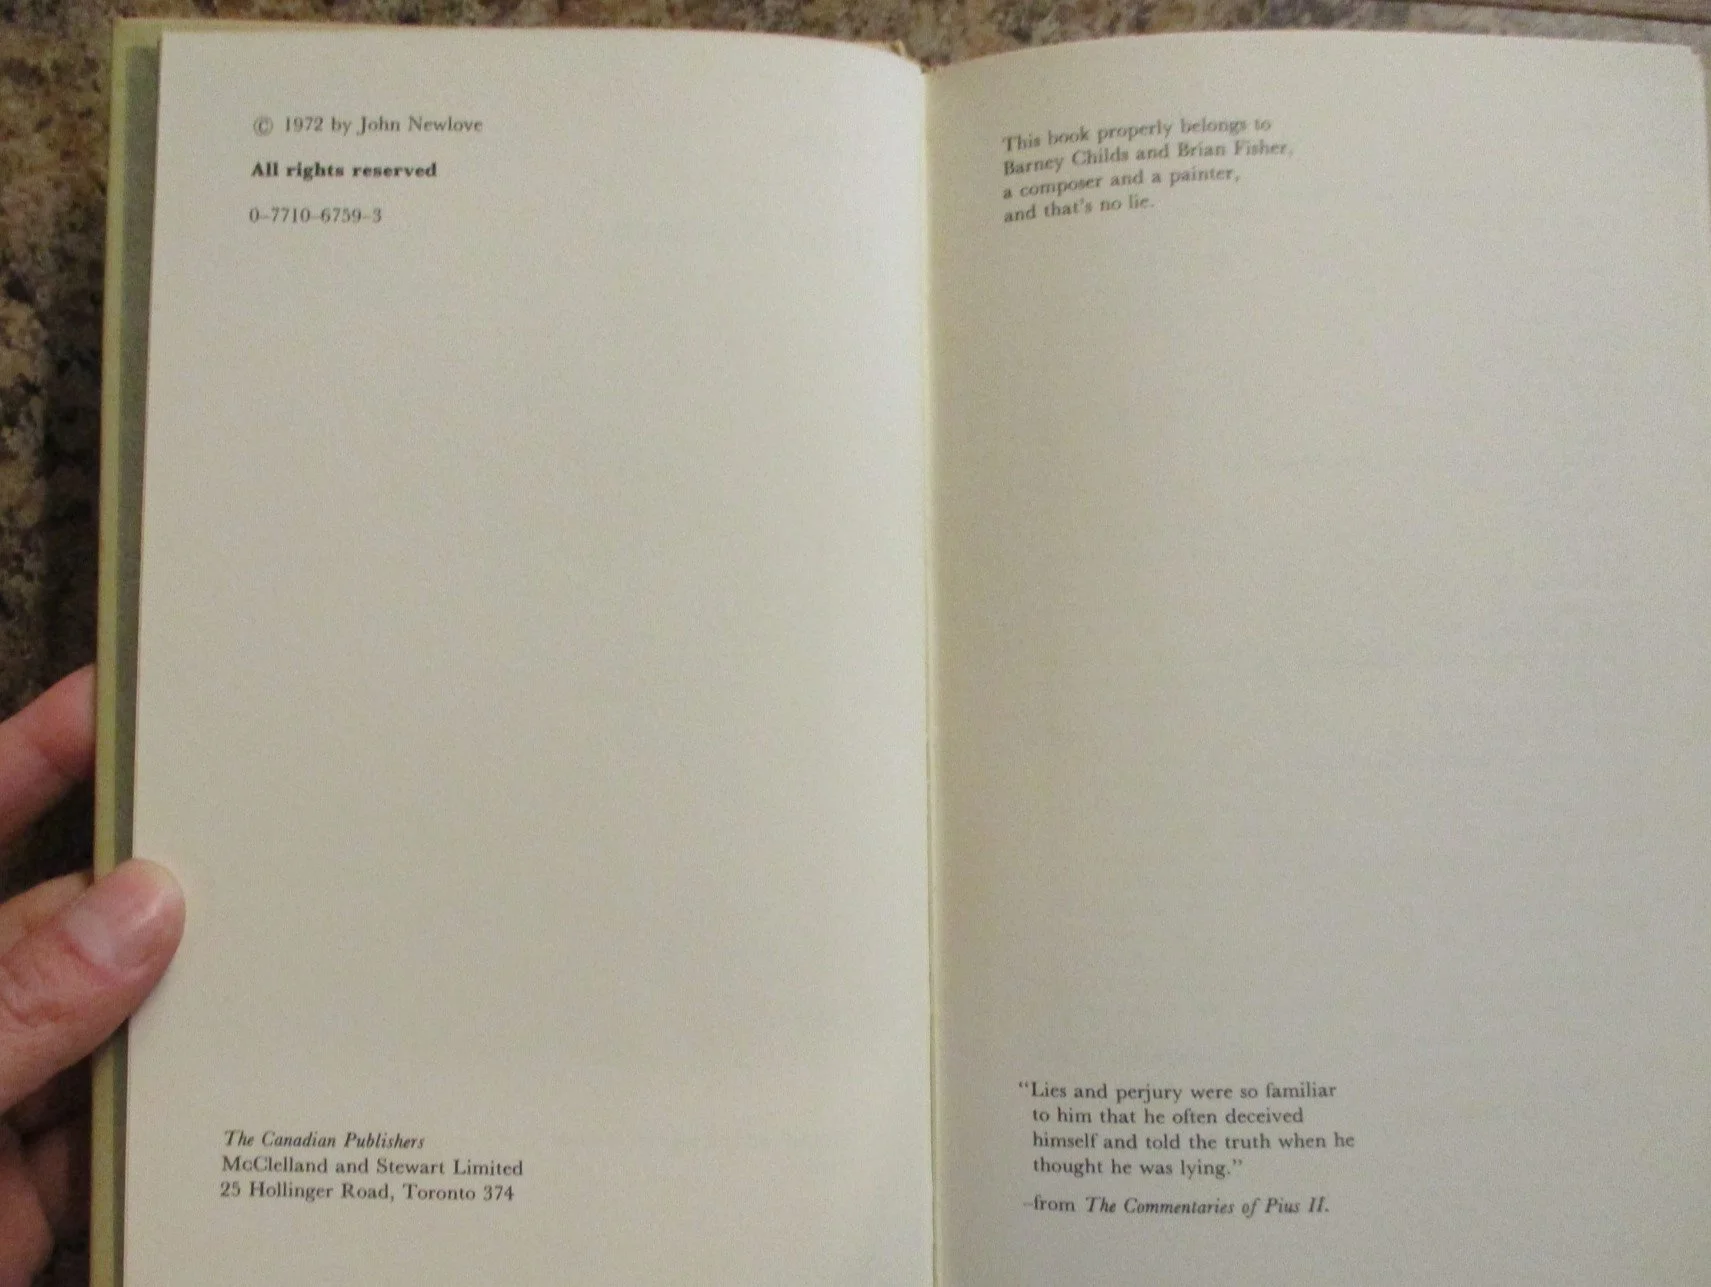 © 1972 by John Newlove
All rights reserved
0-7710-6759-3
The Canadian Publishers
McClelland and Stewart Limited
25 Hollinger Road, Toronto 374
This book properly belongs to
Barney Childs and Brian Fisher,
a composer and a painter,
and that's no lie.
“Lies and perjury were so familiar
to him that he often deceived
himself and told the truth when he
thought he was lying.”
–from The Commentaries of Pius II.